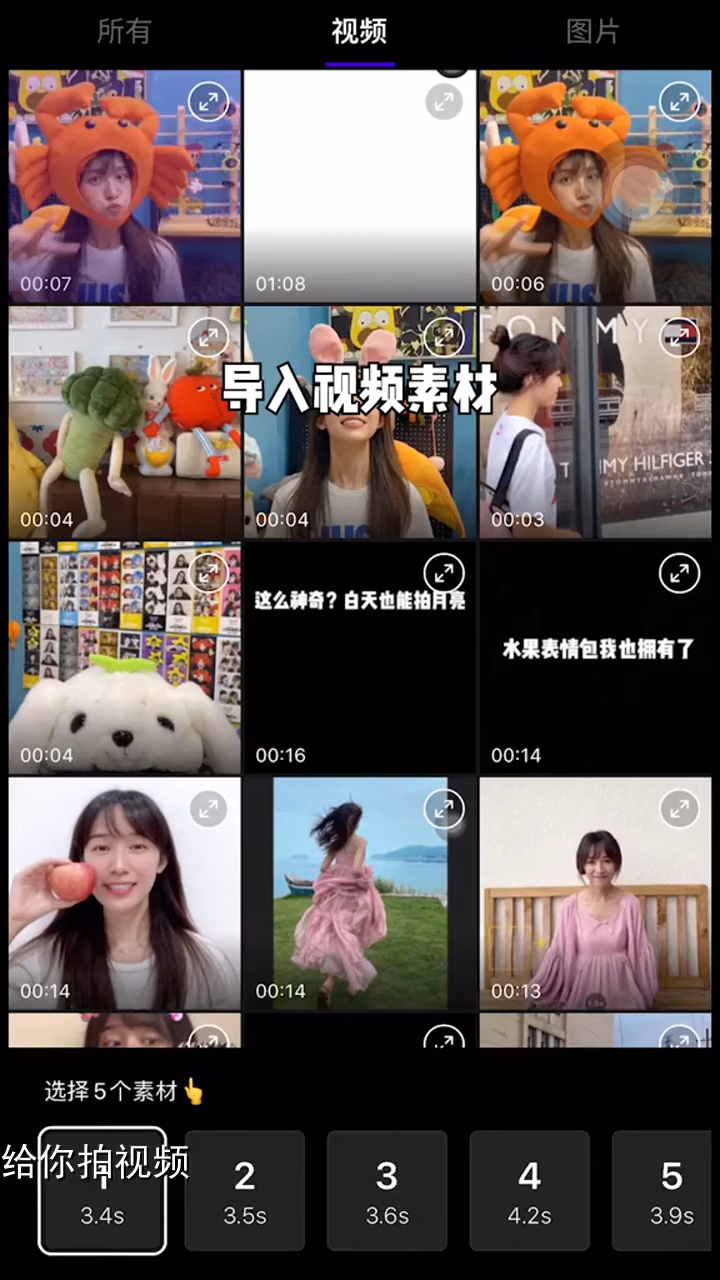 所有
视频
图片
00:07
01:08
00:06
TOMMY
导入视频素材
MY HILFIGER
00:04
00:04
00:03
这么神奇？白天也能拍月亮
水果表情包我也拥有了
00:04
00:16
00:14
00:14
00:14
00:13
选择5个素材👆
给你拍视频
1
2
3
4
5
3.4s
3.5s
3.6s
4.2s
3.9s